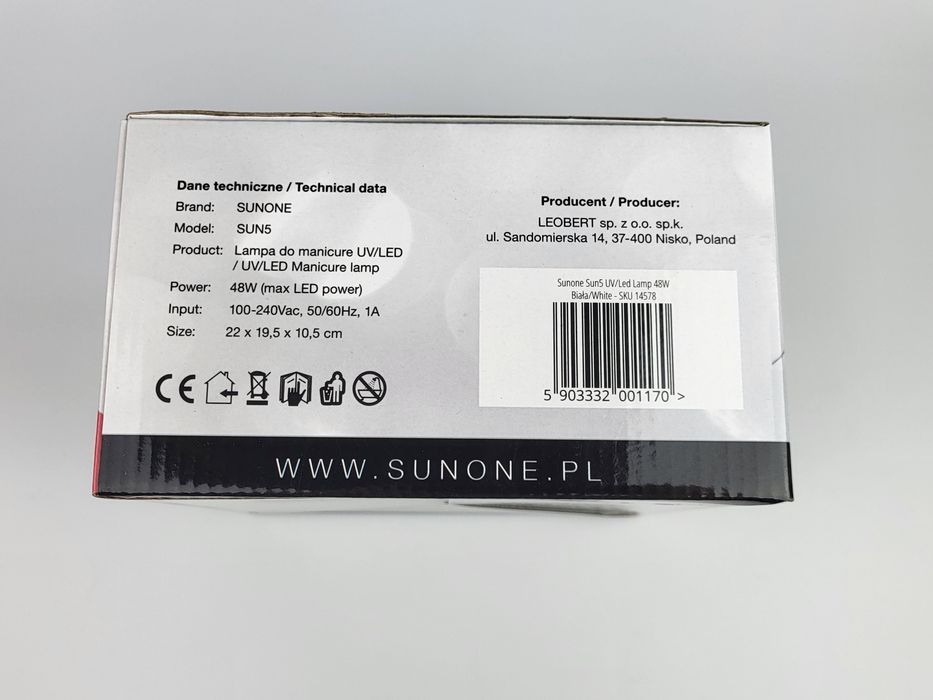 Dane techniczne / Technical data
Brand: SUNONE
Model: SUN5
Product: Lampa do manicure UV/LED
/ UV/LED Manicure lamp
Power: 48W (max LED power)
Input: 100-240Vac, 50/60Hz, 1A
Size: 22 x 19,5 x 10,5 cm
CE
Producent / Producer:
LEOBERT sp. z o.o. sp.k.
ul. Sandomierska 14, 37-400 Nisko, Poland
Sunone Sun5 UV/Led Lamp 48W
Biała/White - SKU 14578
5 903332 001170 >
WWW.SUNONE.PL